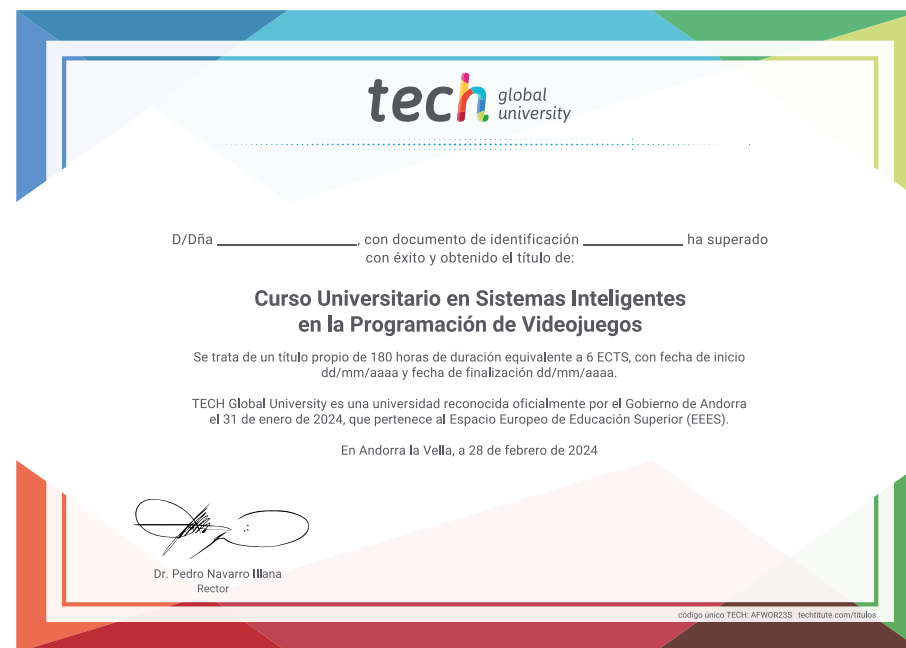 tech global university
D/Dña ____________________, con documento de identificación ______________ ha superado
con éxito y obtenido el título de:
Curso Universitario en Sistemas Inteligentes
en la Programación de Videojuegos
Se trata de un título propio de 180 horas de duración equivalente a 6 ECTS, con fecha de inicio
dd/mm/aaaa y fecha de finalización dd/mm/aaaa.
TECH Global University es una universidad reconocida oficialmente por el Gobierno de Andorra
el 31 de enero de 2024, que pertenece al Espacio Europeo de Educación Superior (EEES).
En Andorra la Vella, a 28 de febrero de 2024
Dr. Pedro Navarro Illana
Rector
código único TECH: AFWOR23S techtitute.com/titulos